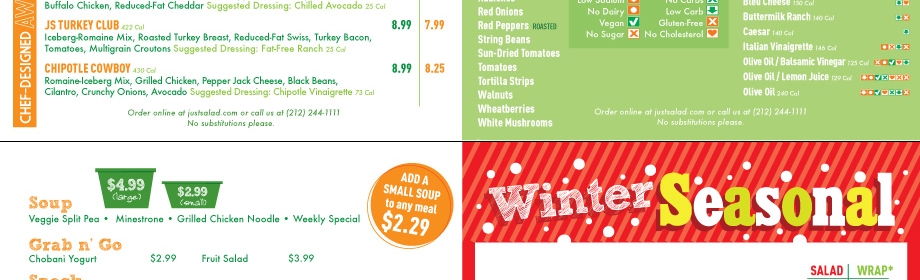 CHEF-DESIGNED
Buffalo Chicken, Reduced-Fat Cheddar Suggested Dressing: Chilled Avocado 25 Cal
JS TURKEY CLUB 422 Cal 8.99 7.99
Iceberg-Romaine Mix, Roasted Turkey Breast, Reduced-Fat Swiss, Turkey Bacon,
Tomatoes, Multigrain Croutons Suggested Dressing: Fat-Free Ranch 25 Cal
CHIPOTLE COWBOY 430 Cal 8.99 8.25
Romaine-Iceberg Mix, Grilled Chicken, Pepper Jack Cheese, Black Beans,
Cilantro, Crunchy Onions, Avocado Suggested Dressing: Chipotle Vinaigrette 73 Cal
Order online at justsalad.com or call us at (212) 244-1111
No substitutions please.
Red Onions
Red Peppers ROASTED
String Beans
Sun-Dried Tomatoes
Tomatoes
Tortilla Strips
Walnuts
Wheatberries
White Mushrooms
Low Sodium No Carbs
No Dairy Low Carb
Vegan Gluten-Free
No Sugar No Cholesterol
Bleu Cheese 150 Cal
Buttermilk Ranch 140 Cal
Caesar 140 Cal
Italian Vinaigrette 146 Cal
Olive Oil / Balsamic Vinegar 125 Cal
Olive Oil / Lemon Juice 129 Cal
Olive Oil 240 Cal
Order online at justsalad.com or call us at (212) 244-1111
No substitutions please.
$4.99
(large)
$2.99
(small)
Soup
Veggie Split Pea • Minestrone • Grilled Chicken Noodle • Weekly Special
ADD A
SMALL SOUP
to any meal
$2.29
Grab n' Go
Chobani Yogurt $2.99 Fruit Salad $3.99
Winter Seasonal
SALAD WRAP*